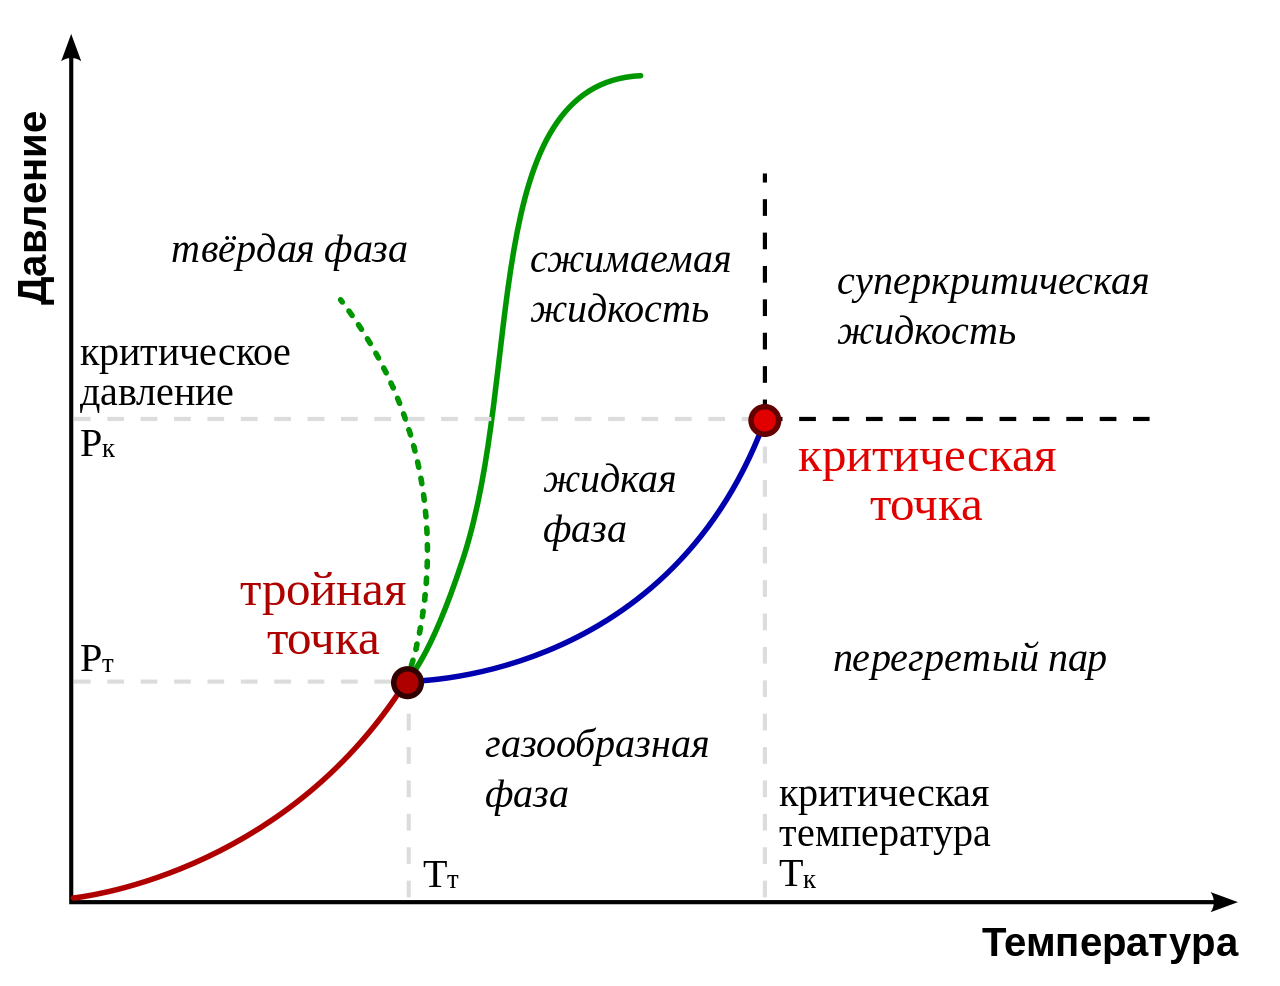 Давление
твёрдая фаза
сжимаемая
жидкость
суперкритическая
жидкость
критическое
давление
Pк
критическая
точка
жидкая
фаза
тройная
точка
Pт
перегретый пар
газообразная
фаза
критическая
температура
Tк
Tт
Температура